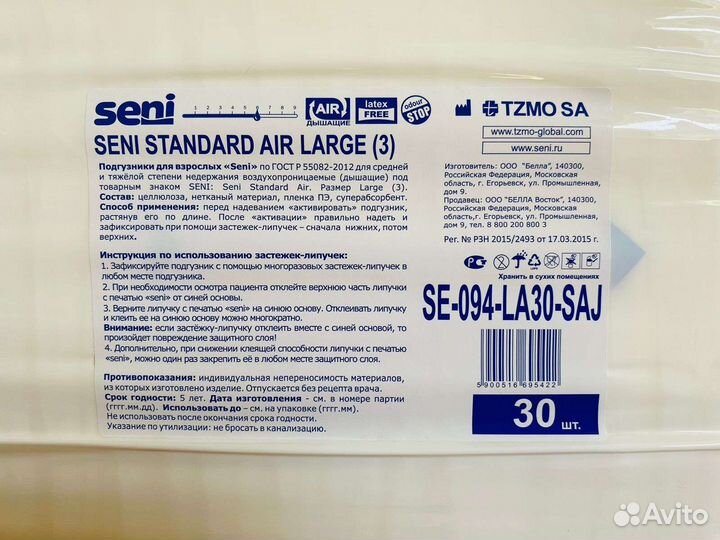 seni
1 2 3 4 5 6 7 8 9
AIR
ДЫШАЩИЕ
latex
FREE
odour
STOP
SENI STANDARD AIR LARGE (3)
Подгузники для взрослых «Seni» по ГОСТ Р 55082-2012 для средней
и тяжёлой степени недержания воздухопроницаемые (дышащие) под
товарным знаком SENI: Seni Standard Air. Размер Large (3).
Состав: целлюлоза, нетканый материал, пленка ПЭ, суперабсорбент.
Способ применения: перед надеванием «активировать» подгузник,
растянув его по длине. После «активации» правильно надеть и
зафиксировать при помощи застежек-липучек – сначала нижних, потом
верхних.
Инструкция по использованию застежек-липучек:
1. Зафиксируйте подгузник с помощью многоразовых застежек-липучек в
любом месте подгузника.
2. При необходимости осмотра пациента отклейте верхнюю часть липучки
с печатью «seni» от синей основы.
3. Верните липучку с печатью «seni» на синюю основу. Отклеивать липучку
и клеить ее на синюю основу можно многократно.
Внимание: если застёжку-липучку отклеить вместе с синей основой, то
произойдет повреждение защитного слоя!
4. Дополнительно, при снижении клеящей способности липучки с печатью
«seni», можно один раз закрепить её в любом месте защитного слоя.
Противопоказания: индивидуальная непереносимость материалов,
из которых изготовлено изделие. Отпускается без рецепта врача.
Срок годности: 5 лет. Дата изготовления - см. в номере партии
(гггг.мм.дд). Использовать до – см. на упаковке (гггг.мм).
Не использовать после окончания срока годности.
Указание по утилизации: не бросать в канализацию.
TZMO SA
www.tzmo-global.com
www.seni.ru
Изготовитель: ООО "Белла", 140300,
Российская Федерация, Московская
область, г. Егорьевск, ул. Промышленная,
дом 9.
Продавец: ООО "БЕЛЛА Восток", 140300,
Российская Федерация, Московская
область,г. Егорьевск, ул. Промышленная,
дом 9, тел. 8 800 200 800 3
Рег. № РЗН 2015/2493 от 17.03.2015 г.
Хранить в сухих помещениях
SE-094-LA30-SAJ
5 900516 695422
30 шт.
Avito